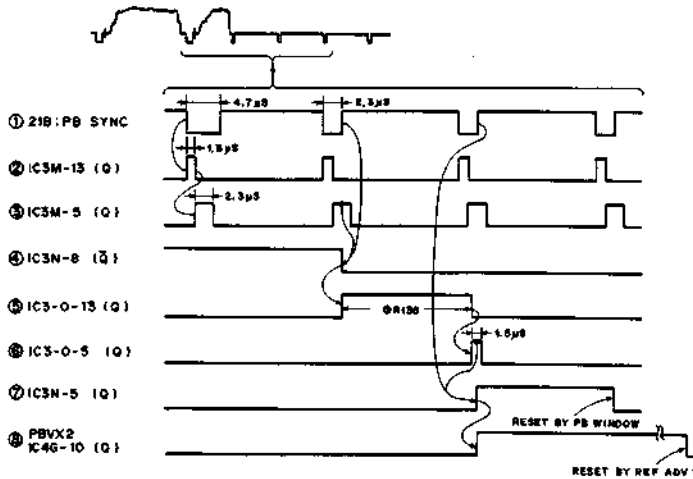 4.7µS
2.3µS
① 21B:PB SYNC
1.5µS
② IC3M-13 (Q)
2.3µS
③ IC3M-5 (Q)
④ IC3N-8 (Q̄)
⑤ IC3-O-13 (Q)
⊘R136
1.5µS
⑥ IC3-O-5 (Q)
⑦ IC3N-5 (Q)
RESET BY PB WINDOW
⑧ PBVX2
IC4G-10 (Q)
RESET BY REF ADV